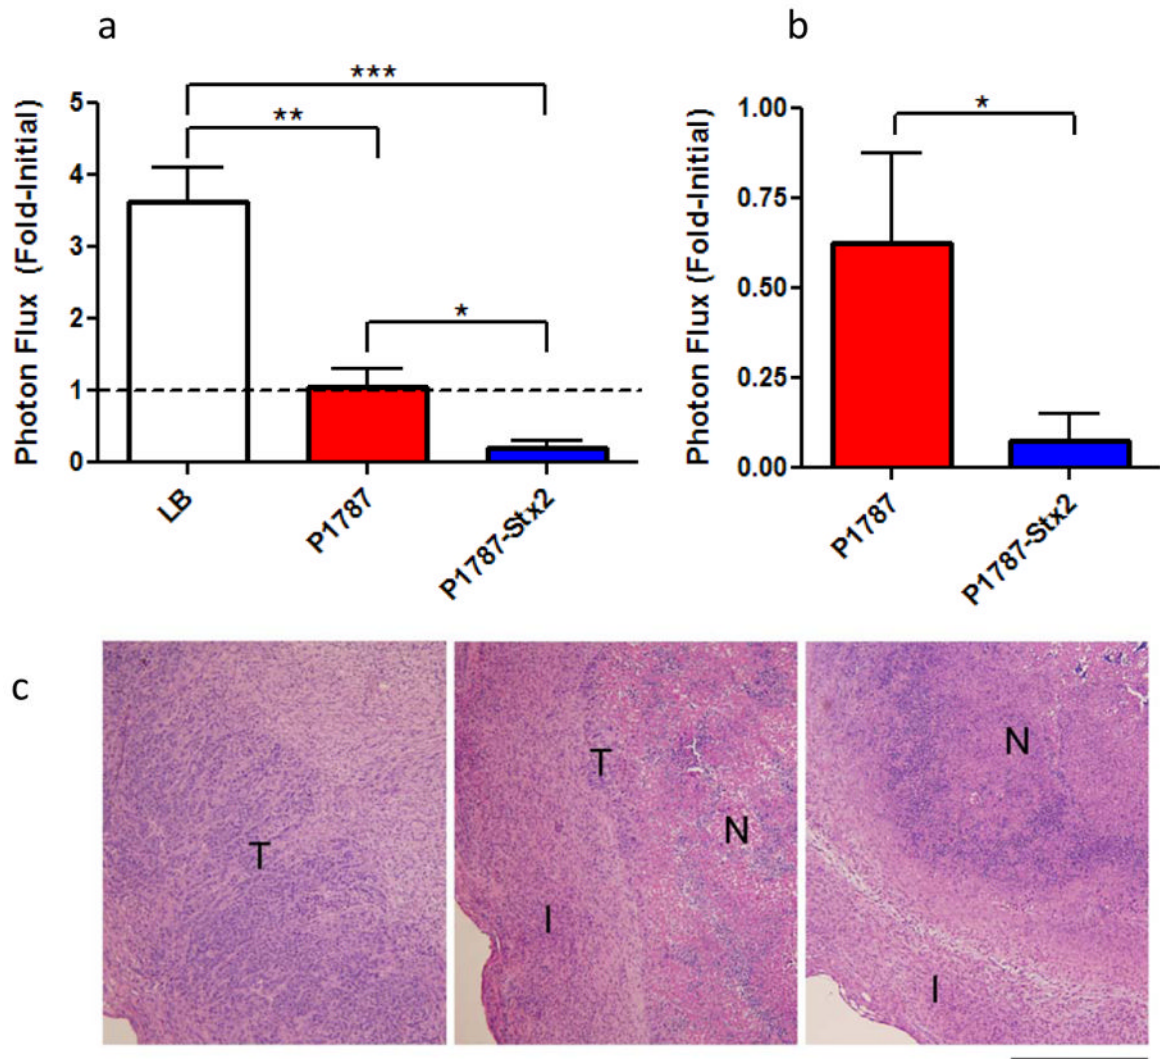 a
Photon Flux (Fold-Initial)
5
4
3
2
1
0
***
**
*
LB
P1787
P1787-Stx2
b
Photon Flux (Fold-Initial)
1.00
0.75
0.50
0.25
0.00
*
P1787
P1787-Stx2
c
T
T
N
I
N
I